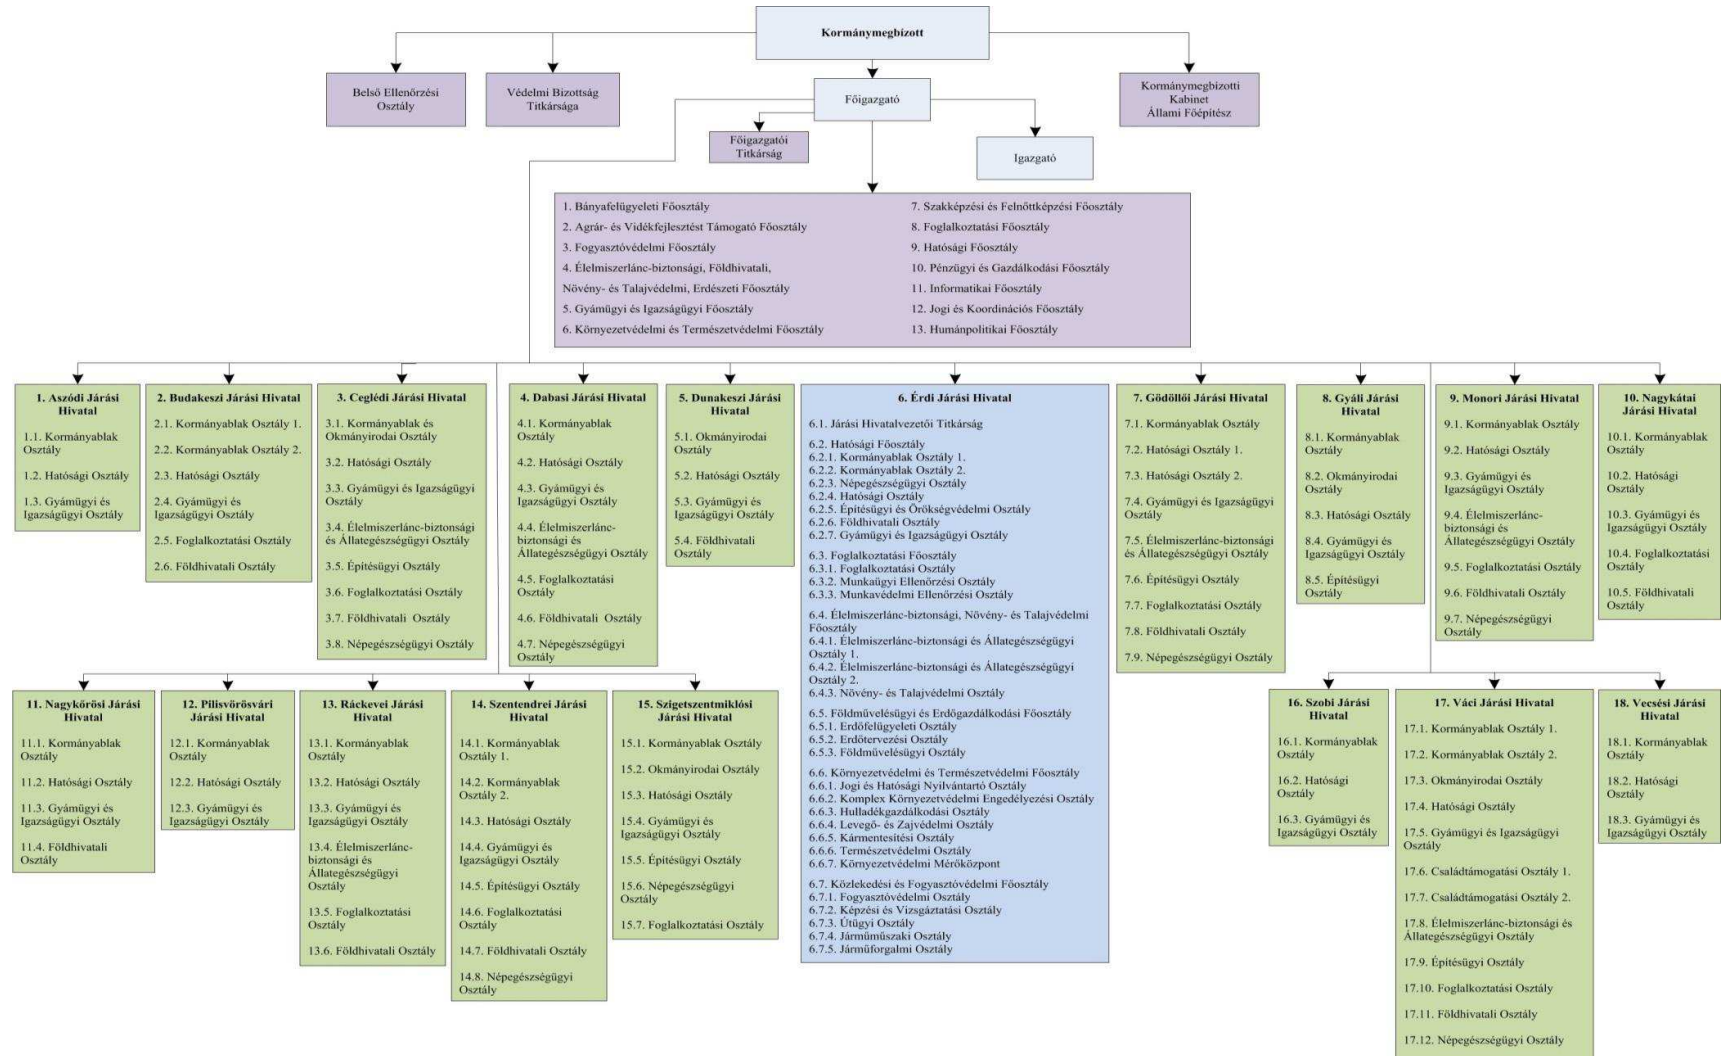 Kormánymegbízott
Belső Ellenőrzési
Osztály
Védelmi Bizottság
Titkársága
Kormánymegbízotti
Kabinet
Állami Főépítész
Főigazgató
Főigazgatói
Titkárság
Igazgató
1. Bányafelügyeleti Főosztály
2. Agrár- és Vidékfejlesztést Támogató Főosztály
3. Fogyasztóvédelmi Főosztály
4. Élelmiszerlánc-biztonsági, Földhivatali,
Növény- és Talajvédelmi, Erdészeti Főosztály
5. Gyámügyi és Igazságügyi Főosztály
6. Környezetvédelmi és Természetvédelmi Főosztály
7. Szakképzési és Felnőttképzési Főosztály
8. Foglalkoztatási Főosztály
9. Hatósági Főosztály
10. Pénzügyi és Gazdálkodási Főosztály
11. Informatikai Főosztály
12. Jogi és Koordinációs Főosztály
13. Humánpolitikai Főosztály
1. Aszódi Járási
Hivatal
1.1. Kormányablak
Osztály
1.2. Hatósági Osztály
1.3. Gyámügyi és
Igazságügyi Osztály
2. Budakeszi Járási Hivatal
2.1. Kormányablak Osztály 1.
2.2. Kormányablak Osztály 2.
2.3. Hatósági Osztály
2.4. Gyámügyi és
Igazságügyi Osztály
2.5. Foglalkoztatási Osztály
2.6. Földhivatali Osztály
3. Ceglédi Járási Hivatal
3.1. Kormányablak és
Okmányirodai Osztály
3.2. Hatósági Osztály
3.3. Gyámügyi és Igazságügyi
Osztály
3.4. Élelmiszerlánc-biztonsági
és Állategészségügyi Osztály
3.5. Építésügyi Osztály
3.6. Foglalkoztatási Osztály
3.7. Földhivatali Osztály
3.8. Népegészségügyi Osztály
4. Dabasi Járási Hivatal
4.1. Kormányablak
Osztály
4.2. Hatósági Osztály
4.3. Gyámügyi és
Igazságügyi Osztály
4.4. Élelmiszerlánc-
biztonsági és
Állategészségügyi Osztály
4.5. Foglalkoztatási
Osztály
4.6. Földhivatali Osztály
4.7. Népegészségügyi
Osztály
5. Dunakeszi Járási
Hivatal
5.1. Okmányirodai
Osztály
5.2. Hatósági Osztály
5.3. Gyámügyi és
Igazságügyi Osztály
5.4. Földhivatali
Osztály
6. Érdi Járási Hivatal
6.1. Járási Hivatalvezetői Titkárság
6.2. Hatósági Főosztály
6.2.1. Kormányablak Osztály 1.
6.2.2. Kormányablak Osztály 2.
6.2.3. Népegészségügyi Osztály
6.2.4. Hatósági Osztály
6.2.5. Építésügyi és Örökségvédelmi Osztály
6.2.6. Földhivatali Osztály
6.2.7. Gyámügyi és Igazságügyi Osztály
6.3. Foglalkoztatási Főosztály
6.3.1. Foglalkoztatási Osztály
6.3.2. Munkaügyi Ellenőrzési Osztály
6.3.3. Munkavédelmi Ellenőrzési Osztály
6.4. Élelmiszerlánc-biztonsági, Növény- és Talajvédelmi
Főosztály
6.4.1. Élelmiszerlánc-biztonsági és Állategészségügyi
Osztály 1.
6.4.2. Élelmiszerlánc-biztonsági és Állategészségügyi
Osztály 2.
6.4.3. Növény- és Talajvédelmi Osztály
6.5. Földművelésügyi és Erdőgazdálkodási Főosztály
6.5.1. Erdőfelügyeleti Osztály
6.5.2. Erdőtervezési Osztály
6.5.3. Földművelésügyi Osztály
6.6. Környezetvédelmi és Természetvédelmi Főosztály
6.6.1. Jogi és Hatósági Nyilvántartó Osztály
6.6.2. Komplex Környezetvédelmi Engedélyezési Osztály
6.6.3. Hulladékgazdálkodási Osztály
6.6.4. Levegő- és Zajvédelmi Osztály
6.6.5. Kármentesítési Osztály
6.6.6. Természetvédelmi Osztály
6.6.7. Környezetvédelmi Mérőközpont
6.7. Közlekedési és Fogyasztóvédelmi Főosztály
6.7.1. Fogyasztóvédelmi Osztály
6.7.2. Képzési és Vizsgáztatási Osztály
6.7.3. Útügyi Osztály
6.7.4. Járműműszaki Osztály
6.7.5. Járműforgalmi Osztály
7. Gödöllői Járási Hivatal
7.1. Kormányablak Osztály
7.2. Hatósági Osztály 1.
7.3. Hatósági Osztály 2.
7.4. Gyámügyi és Igazságügyi
Osztály
7.5. Élelmiszerlánc-biztonsági
és Állategészségügyi Osztály
7.6. Építésügyi Osztály
7.7. Foglalkoztatási Osztály
7.8. Földhivatali Osztály
7.9. Népegészségügyi Osztály
8. Gyáli Járási
Hivatal
8.1. Kormányablak
Osztály
8.2. Okmányirodai
Osztály
8.3. Hatósági Osztály
8.4. Gyámügyi és
Igazságügyi Osztály
8.5. Építésügyi
Osztály
9. Monori Járási Hivatal
9.1. Kormányablak Osztály
9.2. Hatósági Osztály
9.3. Gyámügyi és
Igazságügyi Osztály
9.4. Élelmiszerlánc-
biztonsági és
Állategészségügyi Osztály
9.5. Foglalkoztatási Osztály
9.6. Földhivatali Osztály
9.7. Népegészségügyi
Osztály
10. Nagykátai
Járási Hivatal
10.1. Kormányablak
Osztály
10.2. Hatósági
Osztály
10.3. Gyámügyi és
Igazságügyi Osztály
10.4. Foglalkoztatási
Osztály
10.5. Földhivatali
Osztály
11. Nagykőrösi Járási
Hivatal
11.1. Kormányablak
Osztály
11.2. Hatósági Osztály
11.3. Gyámügyi és
Igazságügyi Osztály
11.4. Földhivatali
Osztály
12. Pilisvörösvári
Járási Hivatal
12.1. Kormányablak
Osztály
12.2. Hatósági Osztály
12.3. Gyámügyi és
Igazságügyi Osztály
13. Ráckevei Járási
Hivatal
13.1. Kormányablak
Osztály
13.2. Hatósági Osztály
13.3. Gyámügyi és
Igazságügyi Osztály
13.4. Élelmiszerlánc-
biztonsági és
Állategészségügyi
Osztály
13.5. Foglalkoztatási
Osztály
13.6. Földhivatali Osztály
14. Szentendrei Járási
Hivatal
14.1. Kormányablak
Osztály 1.
14.2. Kormányablak
Osztály 2.
14.3. Hatósági Osztály
14.4. Gyámügyi és
Igazságügyi Osztály
14.5. Építésügyi Osztály
14.6. Foglalkoztatási
Osztály
14.7. Földhivatali Osztály
14.8. Népegészségügyi
Osztály
15. Szigetszentmiklósi
Járási Hivatal
15.1. Kormányablak Osztály
15.2. Okmányirodai Osztály
15.3. Hatósági Osztály
15.4. Gyámügyi és
Igazságügyi Osztály
15.5. Építésügyi Osztály
15.6. Népegészségügyi
Osztály
15.7. Foglalkoztatási Osztály
16. Szobi Járási
Hivatal
16.1. Kormányablak
Osztály
16.2. Hatósági
Osztály
16.3. Gyámügyi és
Igazságügyi Osztály
17. Váci Járási Hivatal
17.1. Kormányablak Osztály 1.
17.2. Kormányablak Osztály 2.
17.3. Okmányirodai Osztály
17.4. Hatósági Osztály
17.5. Gyámügyi és Igazságügyi
Osztály
17.6. Családtámogatási Osztály 1.
17.7. Családtámogatási Osztály 2.
17.8. Élelmiszerlánc-biztonsági és
Állategészségügyi Osztály
17.9. Építésügyi Osztály
17.10. Foglalkoztatási Osztály
17.11. Földhivatali Osztály
17.12. Népegészségügyi Osztály
18. Vecsési Járási
Hivatal
18.1. Kormányablak
Osztály
18.2. Hatósági
Osztály
18.3. Gyámügyi és
Igazságügyi Osztály